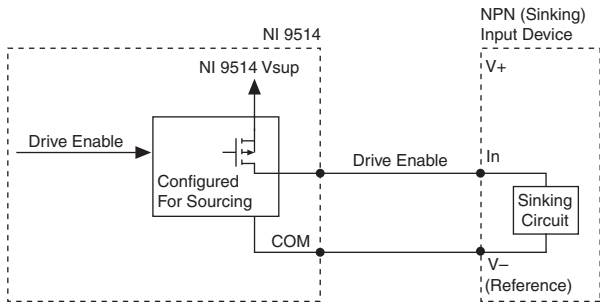 NPN (Sinking)
Input Device
NI 9514
V+
NI 9514 Vsup
Drive Enable
Configured
For Sourcing
Drive Enable
In
Sinking
Circuit
COM
V–
(Reference)